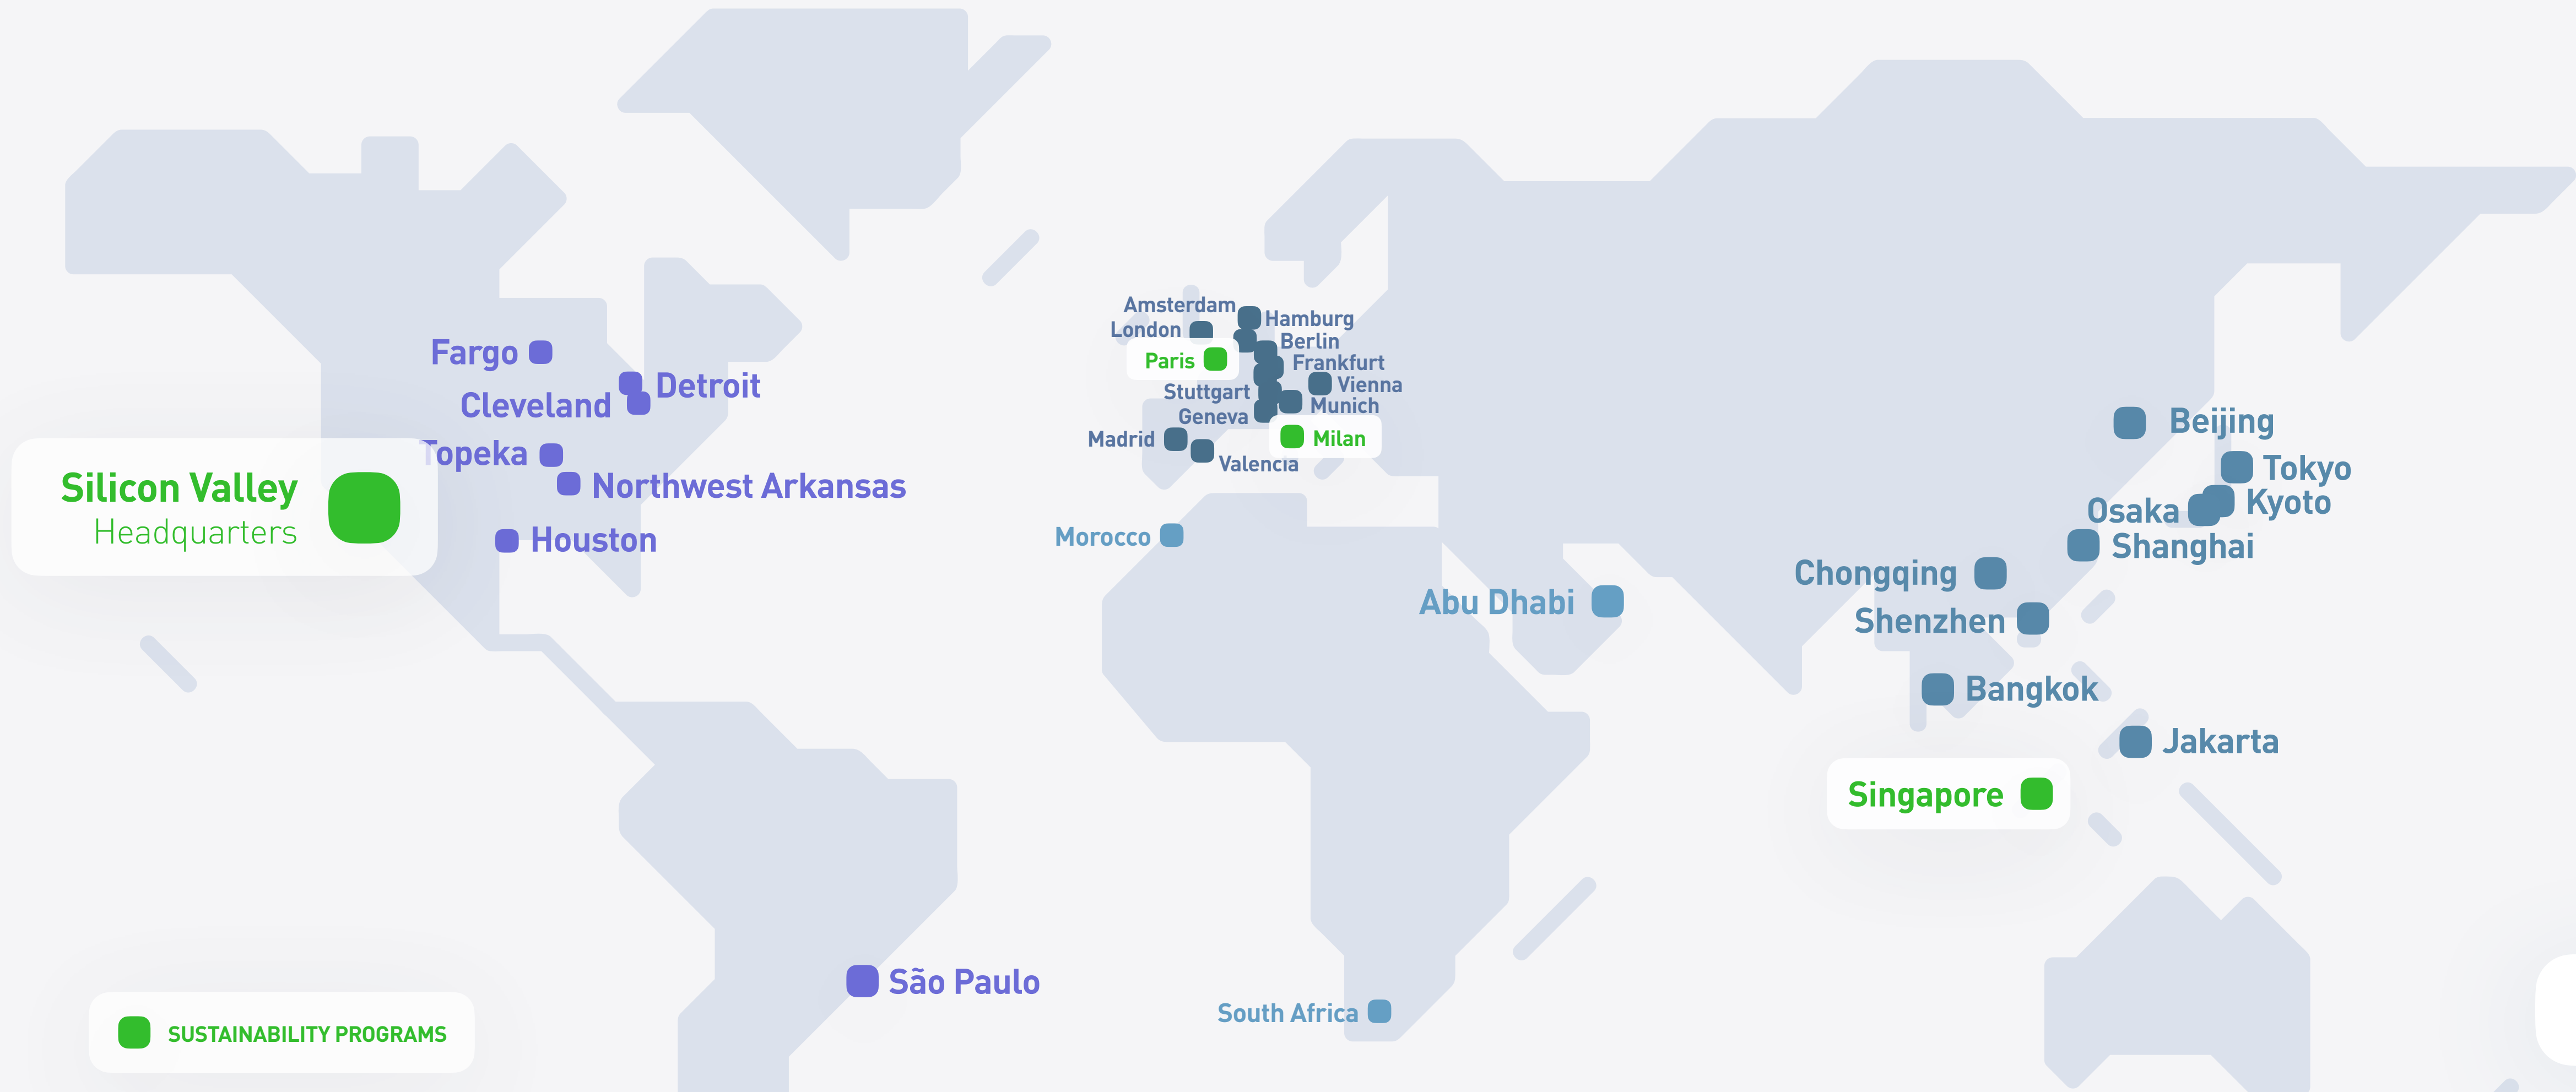 Amsterdam
Hamburg
London
Berlin
Paris
Frankfurt
Stuttgart
Vienna
Geneva
Munich
Madrid
Milan
Valencia
Fargo
Detroit
Cleveland
Topeka
Northwest Arkansas
Silicon Valley
Headquarters
Houston
Morocco
Abu Dhabi
Beijing
Tokyo
Kyoto
Osaka
Shanghai
Chongqing
Shenzhen
Bangkok
Jakarta
Singapore
São Paulo
South Africa
SUSTAINABILITY PROGRAMS